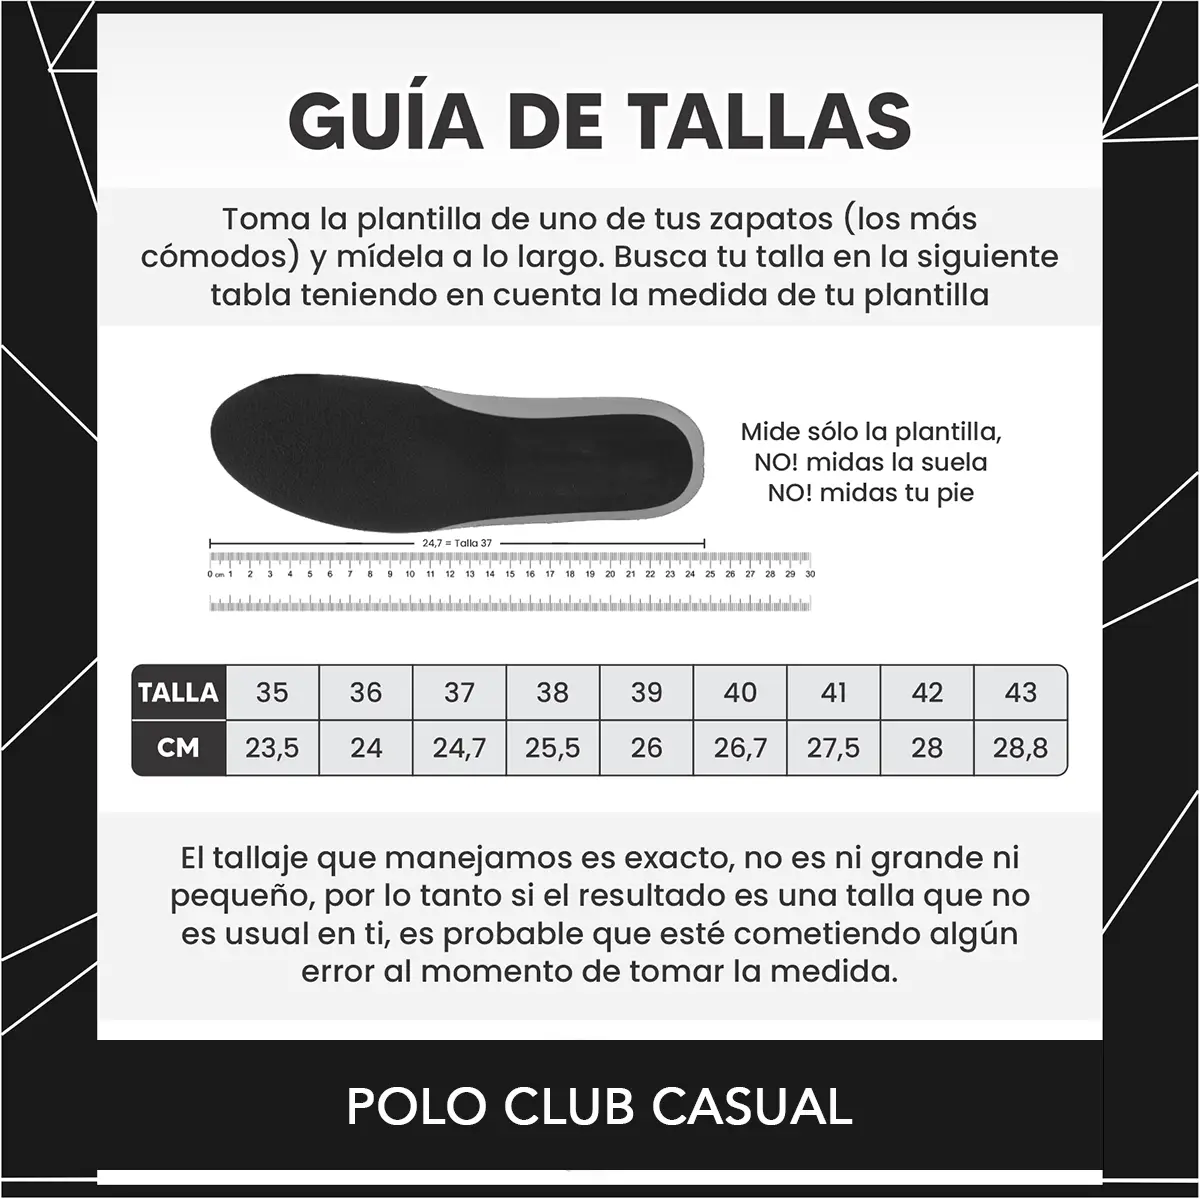 GUÍA DE TALLAS
Toma la plantilla de uno de tus zapatos (los más
cómodos) y mídela a lo largo. Busca tu talla en la siguiente
tabla teniendo en cuenta la medida de tu plantilla
Mide sólo la plantilla,
NO! midas la suela
NO! midas tu pie
24,7 = Talla 37
0 cm 1 2 3 4 5 6 7 8 9 10 11 12 13 14 15 16 17 18 19 20 21 22 23 24 25 26 27 28 29 30
TALLA 35 36 37 38 39 40 41 42 43
CM 23,5 24 24,7 25,5 26 26,7 27,5 28 28,8
El tallaje que manejamos es exacto, no es ni grande ni
pequeño, por lo tanto si el resultado es una talla que no
es usual en ti, es probable que esté cometiendo algún
error al momento de tomar la medida.
POLO CLUB CASUAL